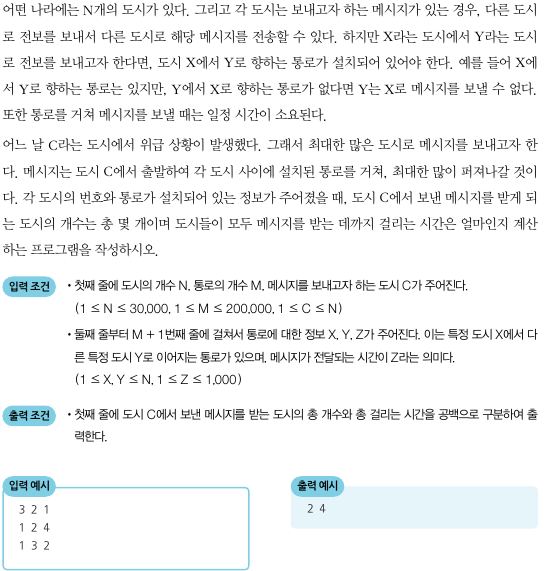 어떤 나라에는 N개의 도시가 있다. 그리고 각 도시는 보내고자 하는 메시지가 있는 경우, 다른 도시
로 전보를 보내서 다른 도시로 해당 메시지를 전송할 수 있다. 하지만 X라는 도시에서 Y라는 도시
로 전보를 보내고자 한다면, 도시 X에서 Y로 향하는 통로가 설치되어 있어야 한다. 예를 들어 X에
서 Y로 향하는 통로는 있지만, Y에서 X로 향하는 통로가 없다면 Y는 X로 메시지를 보낼 수 없다.
또한 통로를 거쳐 메시지를 보낼 때는 일정 시간이 소요된다.
어느 날 C라는 도시에서 위급 상황이 발생했다. 그래서 최대한 많은 도시로 메시지를 보내고자 한
다. 메시지는 도시 C에서 출발하여 각 도시 사이에 설치된 통로를 거쳐, 최대한 많이 퍼져나갈 것이
다. 각 도시의 번호와 통로가 설치되어 있는 정보가 주어졌을 때, 도시 C에서 보낸 메시지를 받게 되
는 도시의 개수는 총 몇 개이며 도시들이 모두 메시지를 받는 데까지 걸리는 시간은 얼마인지 계산
하는 프로그램을 작성하시오.
입력 조건 • 첫째 줄에 도시의 개수 N, 통로의 개수 M, 메시지를 보내고자 하는 도시 C가 주어진다.
(1 ≤ N ≤ 30,000, 1 ≤ M ≤ 200,000, 1 ≤ C ≤ N)
• 둘째 줄부터 M + 1번째 줄에 걸쳐서 통로에 대한 정보 X, Y, Z가 주어진다. 이는 특정 도시 X에서 다
른 특정 도시 Y로 이어지는 통로가 있으며, 메시지가 전달되는 시간이 Z라는 의미다.
(1 ≤ X, Y ≤ N, 1 ≤ Z ≤ 1,000)
출력 조건 • 첫째 줄에 도시 C에서 보낸 메시지를 받는 도시의 총 개수와 총 걸리는 시간을 공백으로 구분하여 출
력한다.
입력 예시
3 2 1
1 2 4
1 3 2
출력 예시
2 4